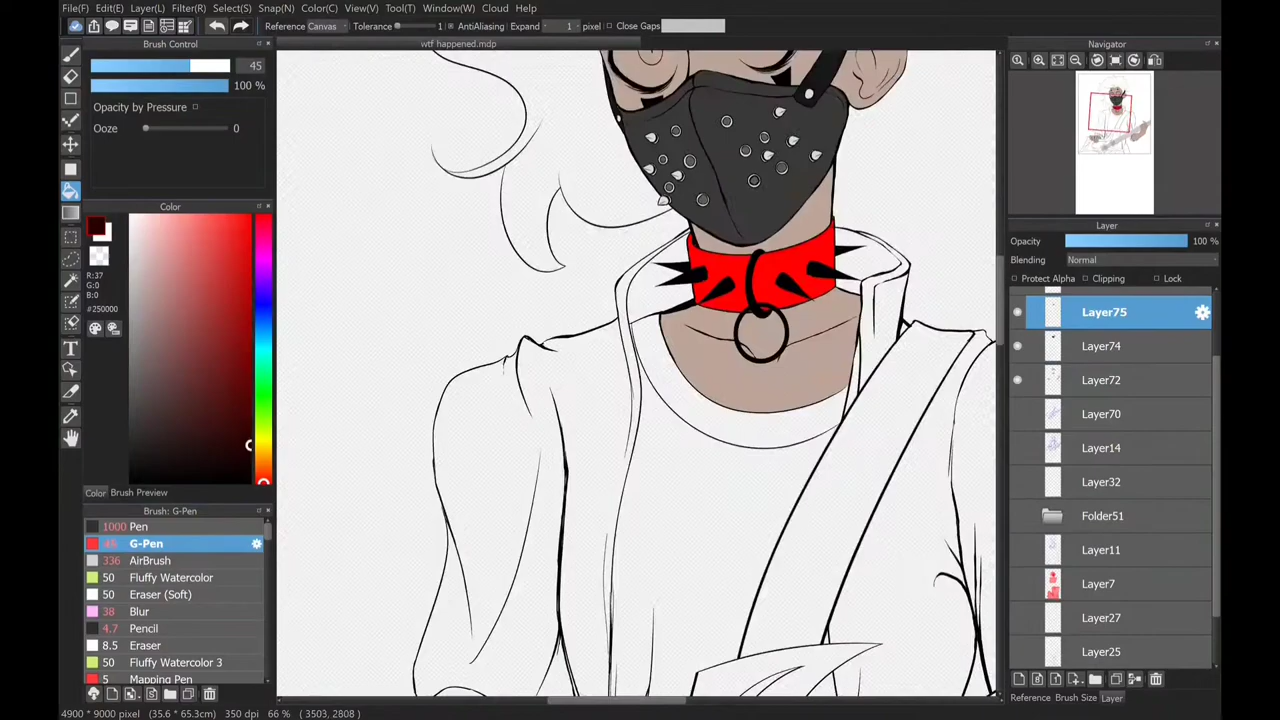 File(F) Edit(E) Layer(L) Filter(R) Select(S) Snap(N) Color(C) View(V) Tool(T) Window(W) Cloud Help
Reference Canvas Tolerance 1 AntiAliasing Expand 1 pixel Close Gaps
Brush Control
wtf happened.mdp
Navigator
45
100 %
Opacity by Pressure
Ooze 0
Color
R:37
G:0
B:0
#250000
Color Brush Preview
Brush: G-Pen
1000 Pen
G-Pen
336 AirBrush
50 Fluffy Watercolor
50 Eraser (Soft)
38 Blur
4.7 Pencil
8.5 Eraser
50 Fluffy Watercolor 3
5 Mapping Pen
Layer
Opacity 100 %
Blending Normal
Protect Alpha Clipping Lock
Layer75
Layer74
Layer72
Layer70
Layer14
Layer32
Folder51
Layer11
Layer7
Layer27
Layer25
Reference Brush Size Layer
4900 * 9000 pixel (35.6 * 65.3cm) 350 dpi 66 % ( 3503, 2808 )